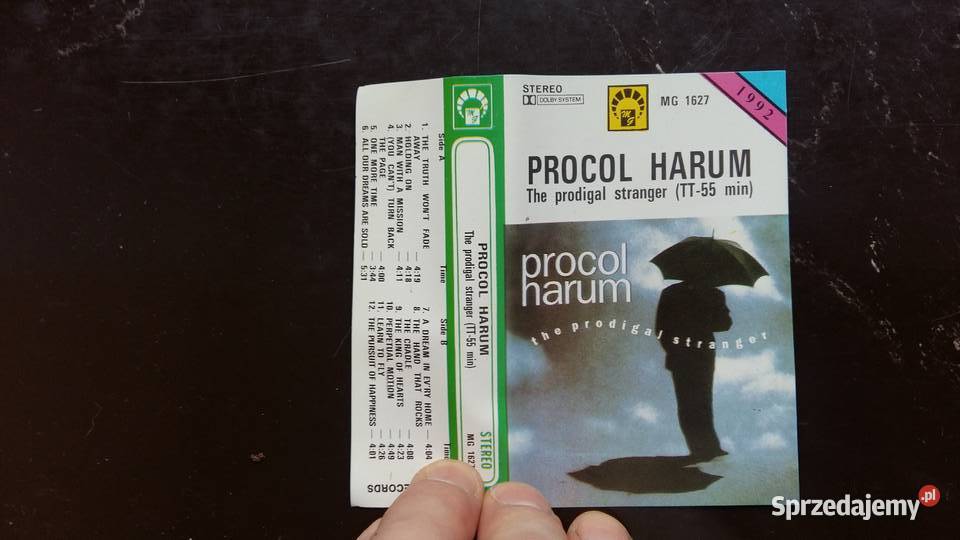 STEREO
DOLBY SYSTEM
MG
MG 1627
1992
PROCOL HARUM
The prodigal stranger (TT-55 min)
procol
harum
the prodigal stranger
MG
PROCOL HARUM
The prodigal stranger (TT-55 min)
STEREO
MG 1627
Side A
Time
1. THE TRUTH WON'T FADE
AWAY — 4:19
2. HOLDING ON — 4:18
3. MAN WITH A MISSION — 4:11
4. (YOU CAN'T) TURN BACK
THE PAGE — 4:00
5. ONE MORE TIME — 3:44
6. ALL OUR DREAMS ARE SOLD — 5:31
Side B
Time
7. A DREAM IN EV'RY HOME — 4:04
8. THE HAND THAT ROCKS
THE CRADLE — 4:08
9. THE KING OF HEARTS — 4:23
10. PERPETUAL MOTION — 4:49
11. LEARN TO FLY — 4:26
12. THE PURSUIT OF HAPPINESS — 4:01
ECORDS
Sprzedajemy.pl